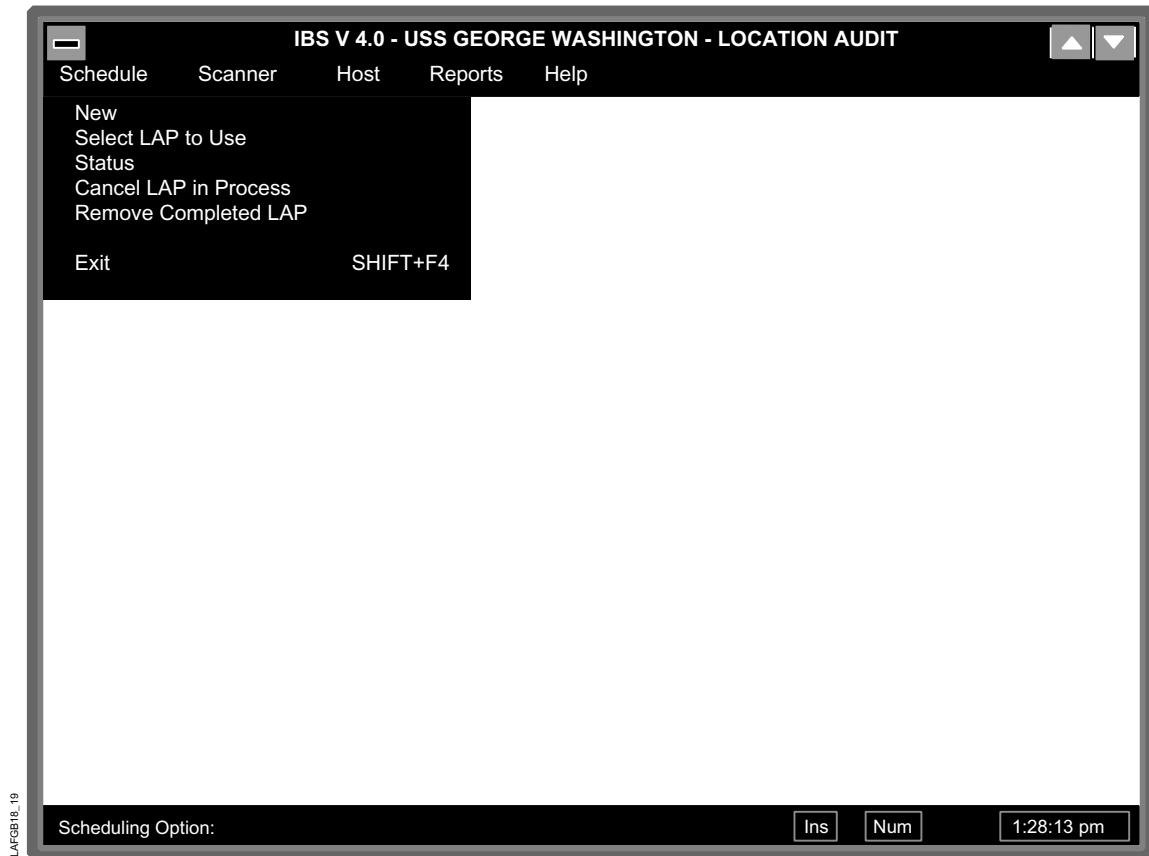 IBS V 4.0 - USS GEORGE WASHINGTON - LOCATION AUDIT
Schedule Scanner Host Reports Help
New
Select LAP to Use
Status
Cancel LAP in Process
Remove Completed LAP
Exit SHIFT+F4
Scheduling Option: Ins Num 1:28:13 pm
LAFGB18_19